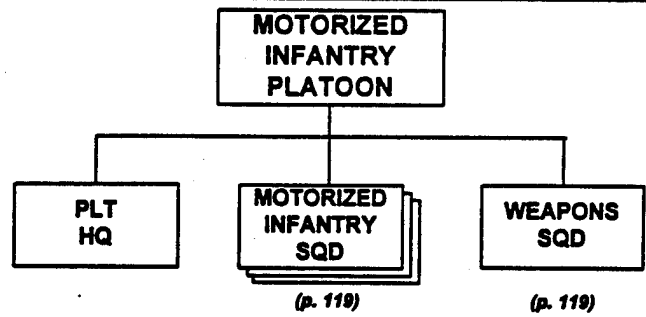 MOTORIZED
INFANTRY
PLATOON
PLT
HQ
MOTORIZED
INFANTRY
SQD
(p. 119)
WEAPONS
SQD
(p. 119)